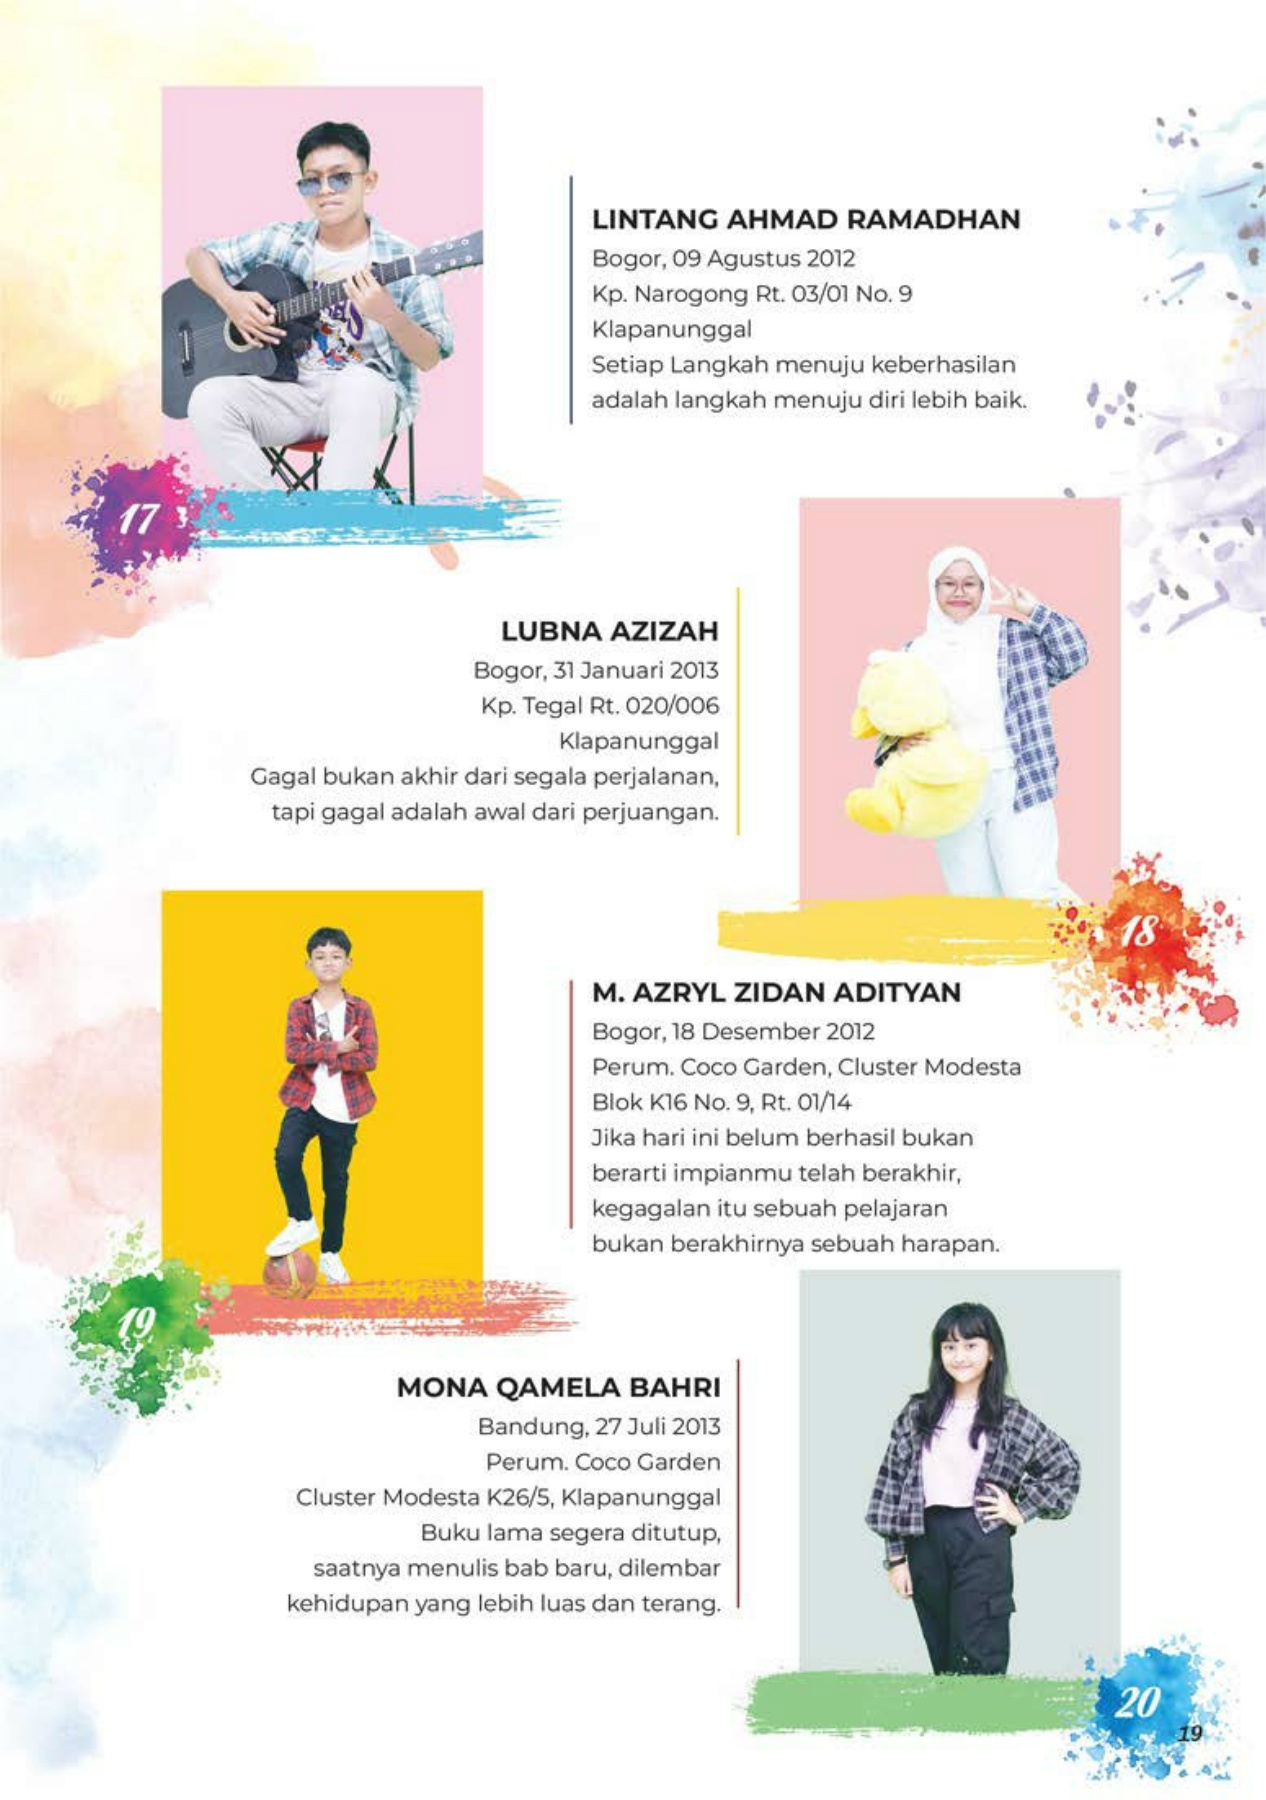 LINTANG AHMAD RAMADHAN
Bogor, 09 Agustus 2012
Kp. Narogong Rt. 03/01 No. 9
Klapanunggal
Setiap Langkah menuju keberhasilan
adalah langkah menuju diri lebih baik.
17
LUBNA AZIZAH
Bogor, 31 Januari 2013
Kp. Tegal Rt. 020/006
Klapanunggal
Gagal bukan akhir dari segala perjalanan,
tapi gagal adalah awal dari perjuangan.
18
M. AZRYL ZIDAN ADITYAN
Bogor, 18 Desember 2012
Perum. Coco Garden, Cluster Modesta
Blok K16 No. 9, Rt. 01/14
Jika hari ini belum berhasil bukan
berarti impianmu telah berakhir,
kegagalan itu sebuah pelajaran
bukan berakhirnya sebuah harapan.
19
MONA QAMELA BAHRI
Bandung, 27 Juli 2013
Perum. Coco Garden
Cluster Modesta K26/5, Klapanunggal
Buku lama segera ditutup,
saatnya menulis bab baru, dilembar
kehidupan yang lebih luas dan terang.
20
19